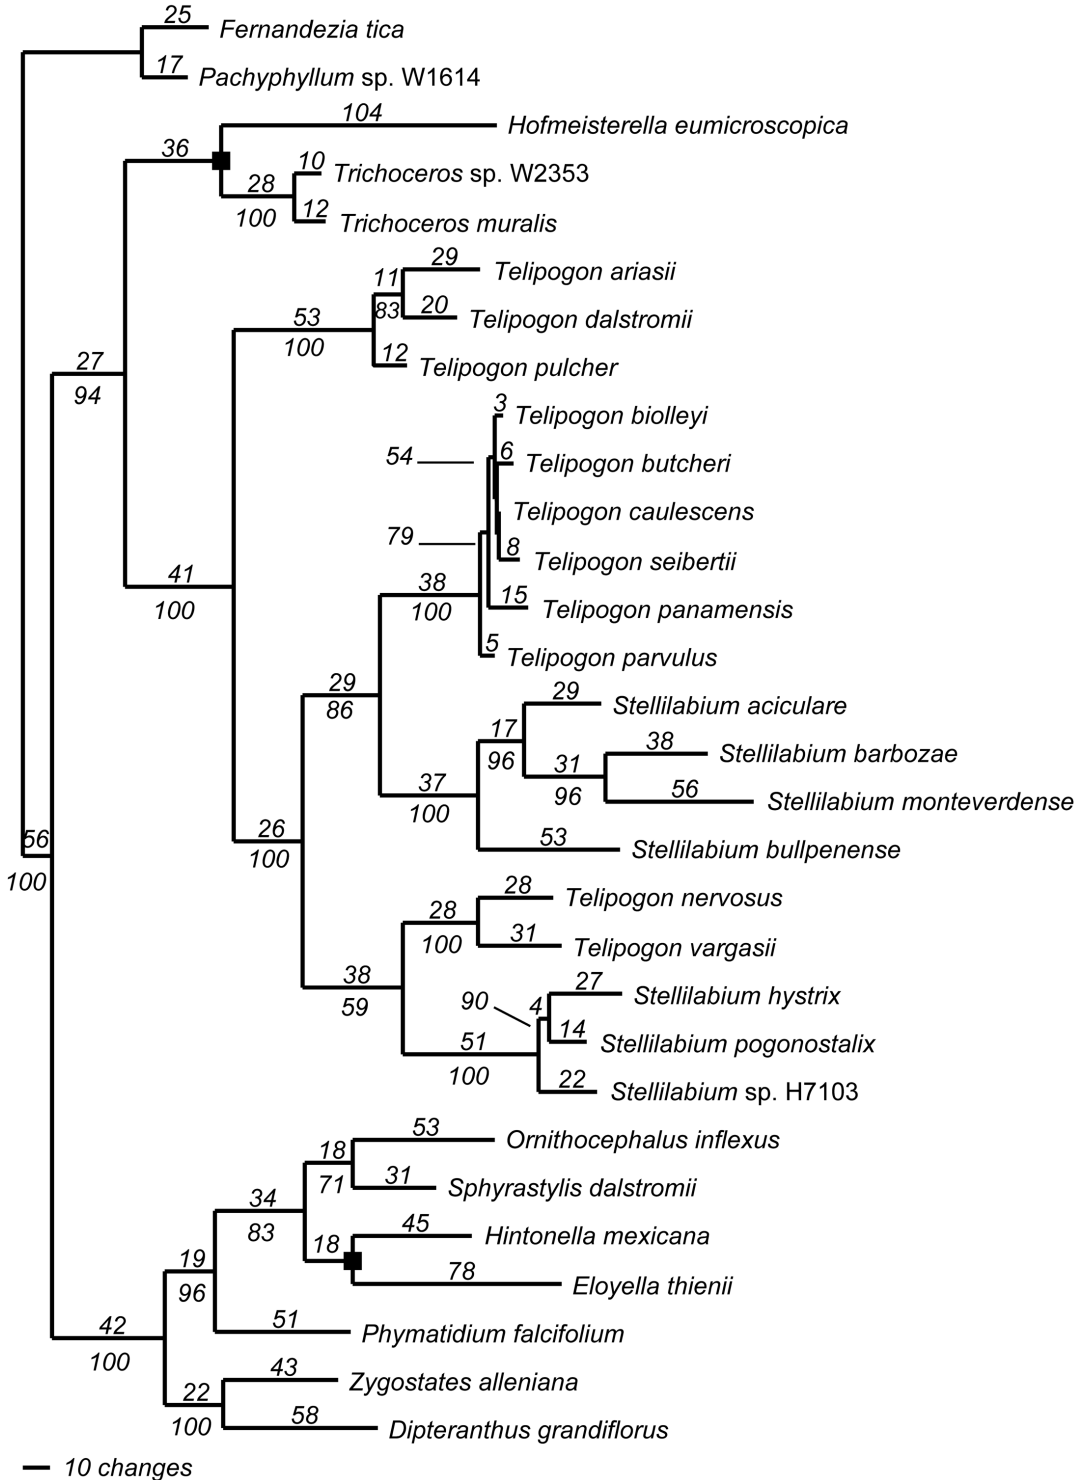 25
Fernandezia tica
17
Pachyphyllum sp. W1614
104
Hofmeisterella eumicroscopica
36
10
Trichoceros sp. W2353
28
100
12
Trichoceros muralis
29
Telipogon ariasii
11
83
20
Telipogon dalstromii
53
100
12
Telipogon pulcher
27
94
3
Telipogon biolleyi
54
6
Telipogon butcheri
Telipogon caulescens
79
8
Telipogon seibertii
41
100
38
100
15
Telipogon panamensis
5
Telipogon parvulus
29
86
29
Stellilabium aciculare
17
96
38
Stellilabium barbozae
31
96
56
Stellilabium monteverdense
37
100
53
Stellilabium bullpenense
26
100
56
100
28
Telipogon nervosus
28
100
31
Telipogon vargasii
38
59
27
Stellilabium hystrix
90
4
14
Stellilabium pogonostalix
51
100
22
Stellilabium sp. H7103
53
Ornithocephalus inflexus
18
71
31
Sphyrastylis dalstromii
34
83
45
Hintonella mexicana
18
78
Eloyella thienii
19
96
51
Phymatidium falcifolium
42
100
43
Zygostates alleniana
22
100
58
Dipteranthus grandiflorus
10 changes